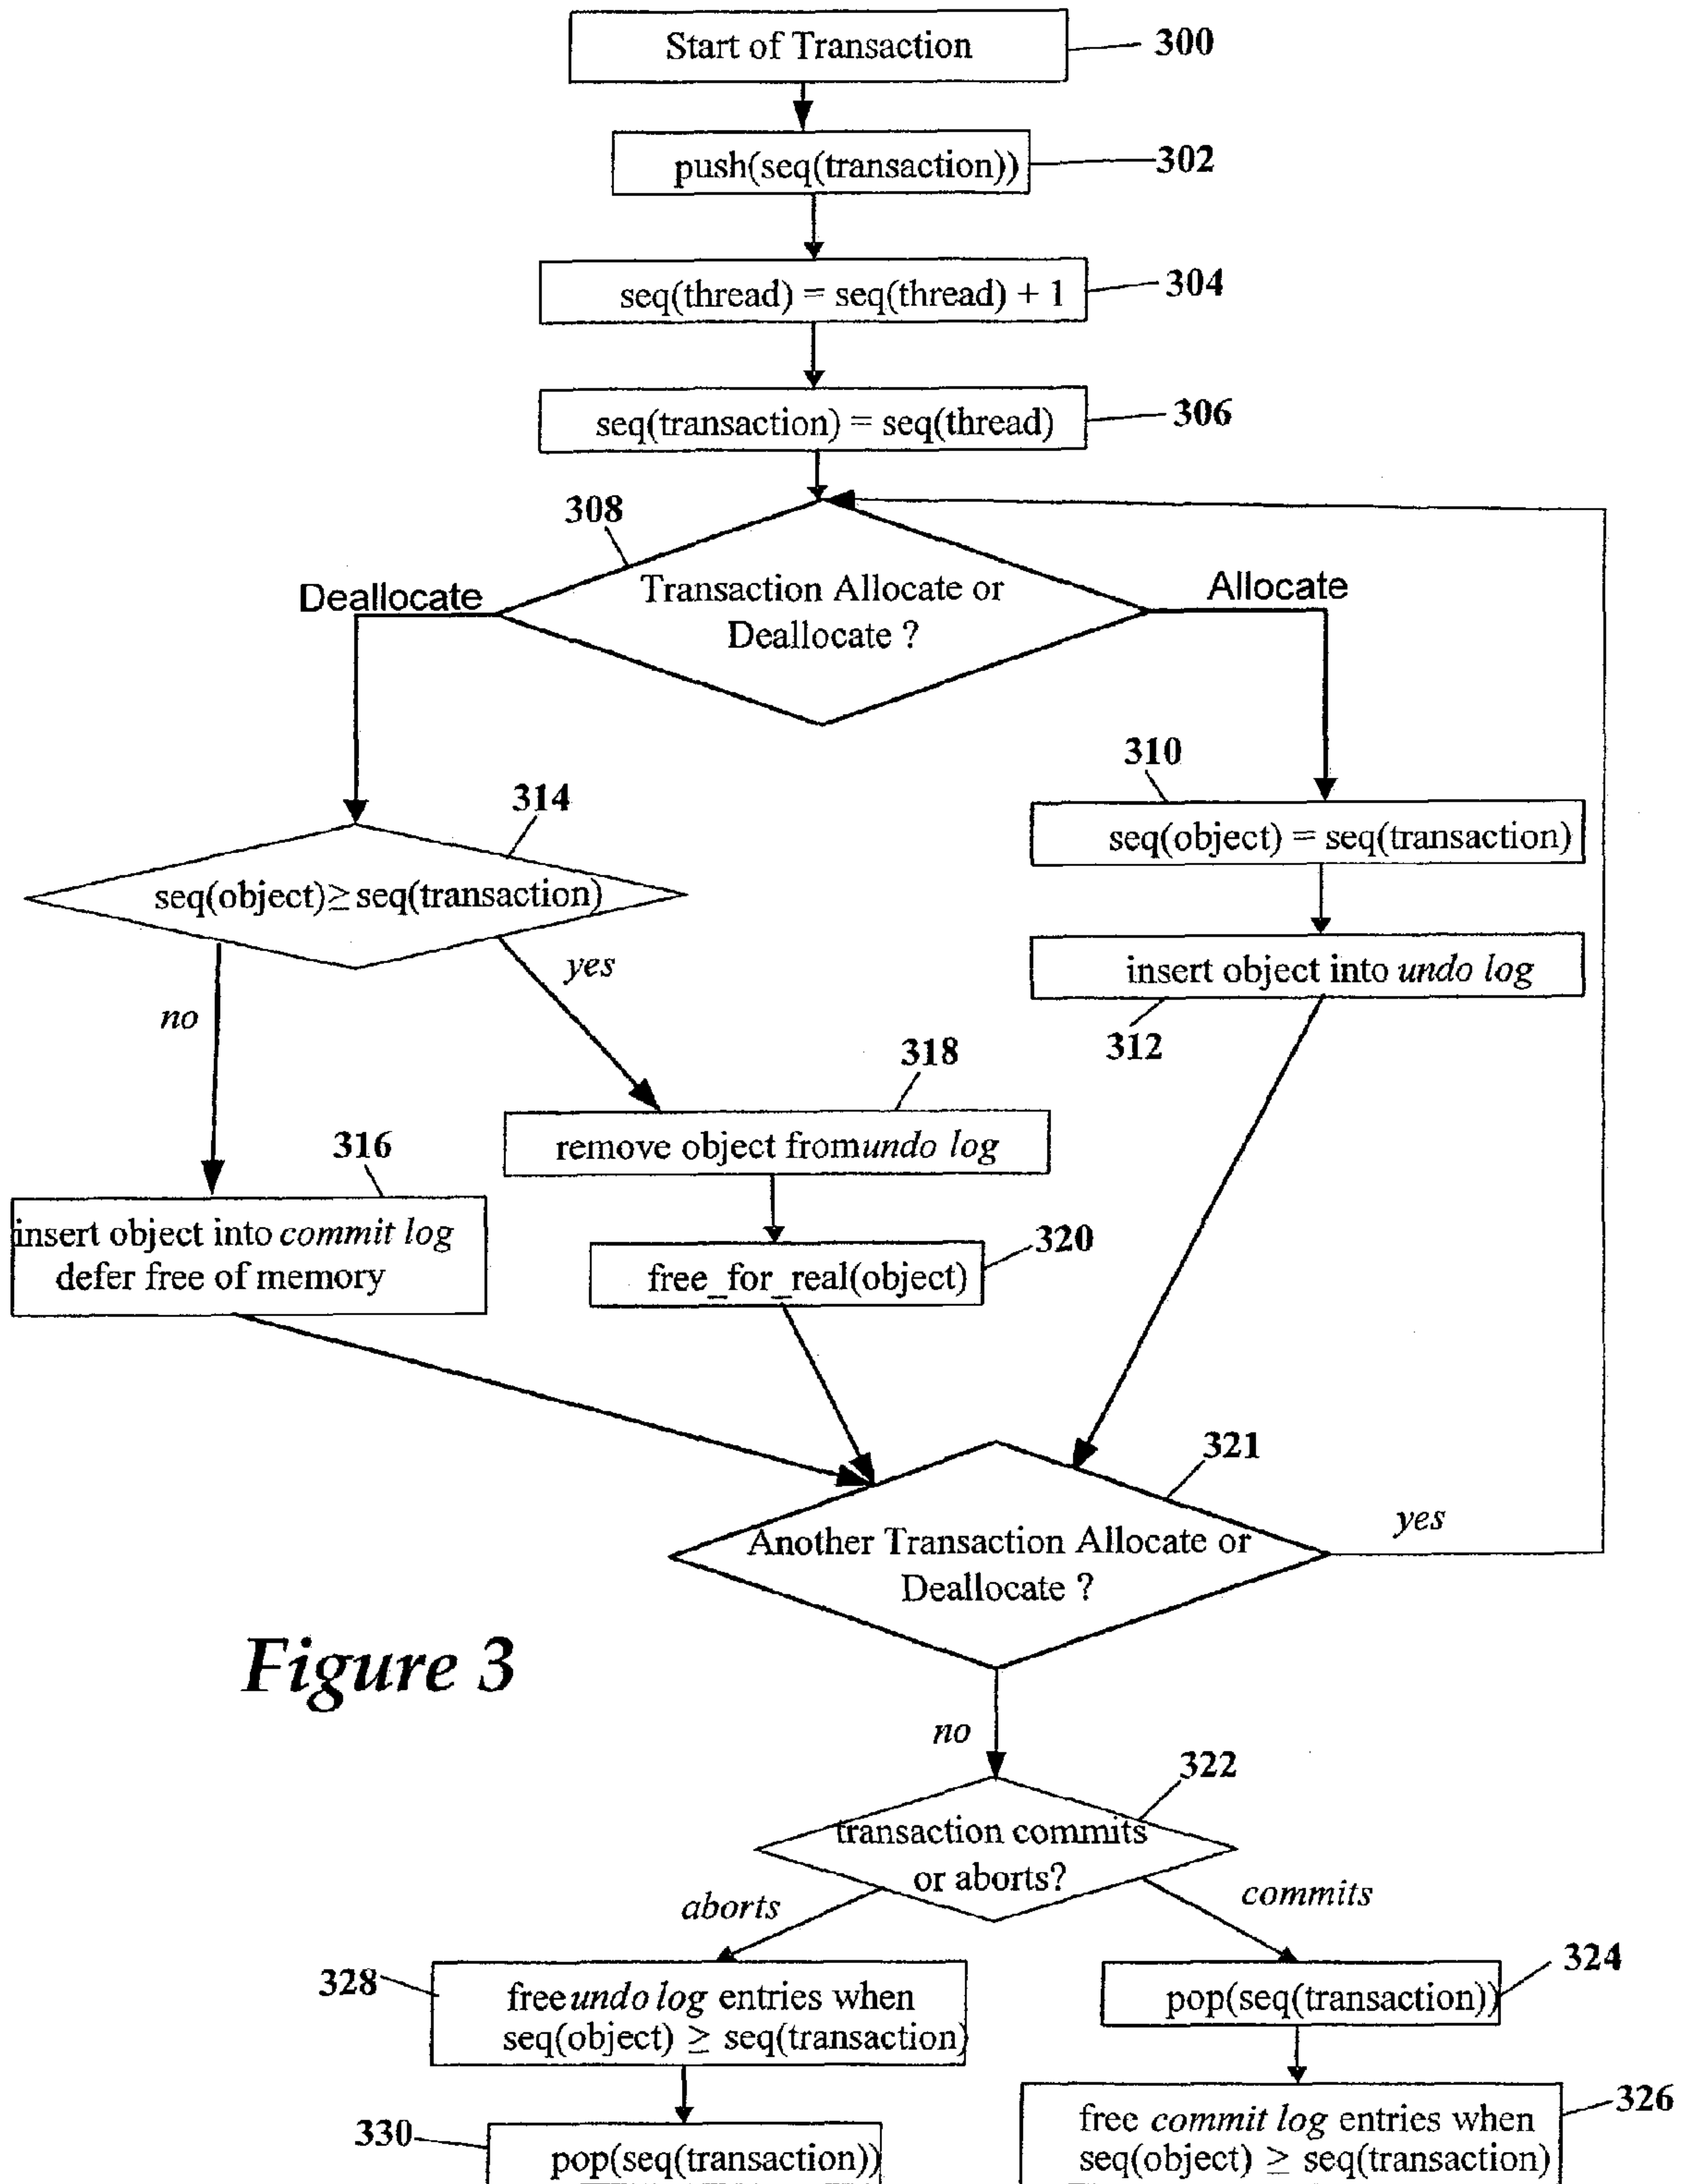 Start of Transaction
300
push(seq(transaction))
302
seq(thread) = seq(thread) + 1
304
seq(transaction) = seq(thread)
306
308
Deallocate
Transaction Allocate or
Deallocate ?
Allocate
310
seq(object) = seq(transaction)
314
seq(object)≥ seq(transaction)
insert object into undo log
312
yes
no
318
remove object fromundo log
316
insert object into commit log
defer free of memory
320
free_for_real(object)
321
Another Transaction Allocate or
Deallocate ?
yes
Figure 3
no
322
transaction commits
or aborts?
aborts
commits
328
free undo log entries when
seq(object) ≥ seq(transaction)
324
pop(seq(transaction))
330
pop(seq(transaction))
326
free commit log entries when
seq(object) ≥ seq(transaction)